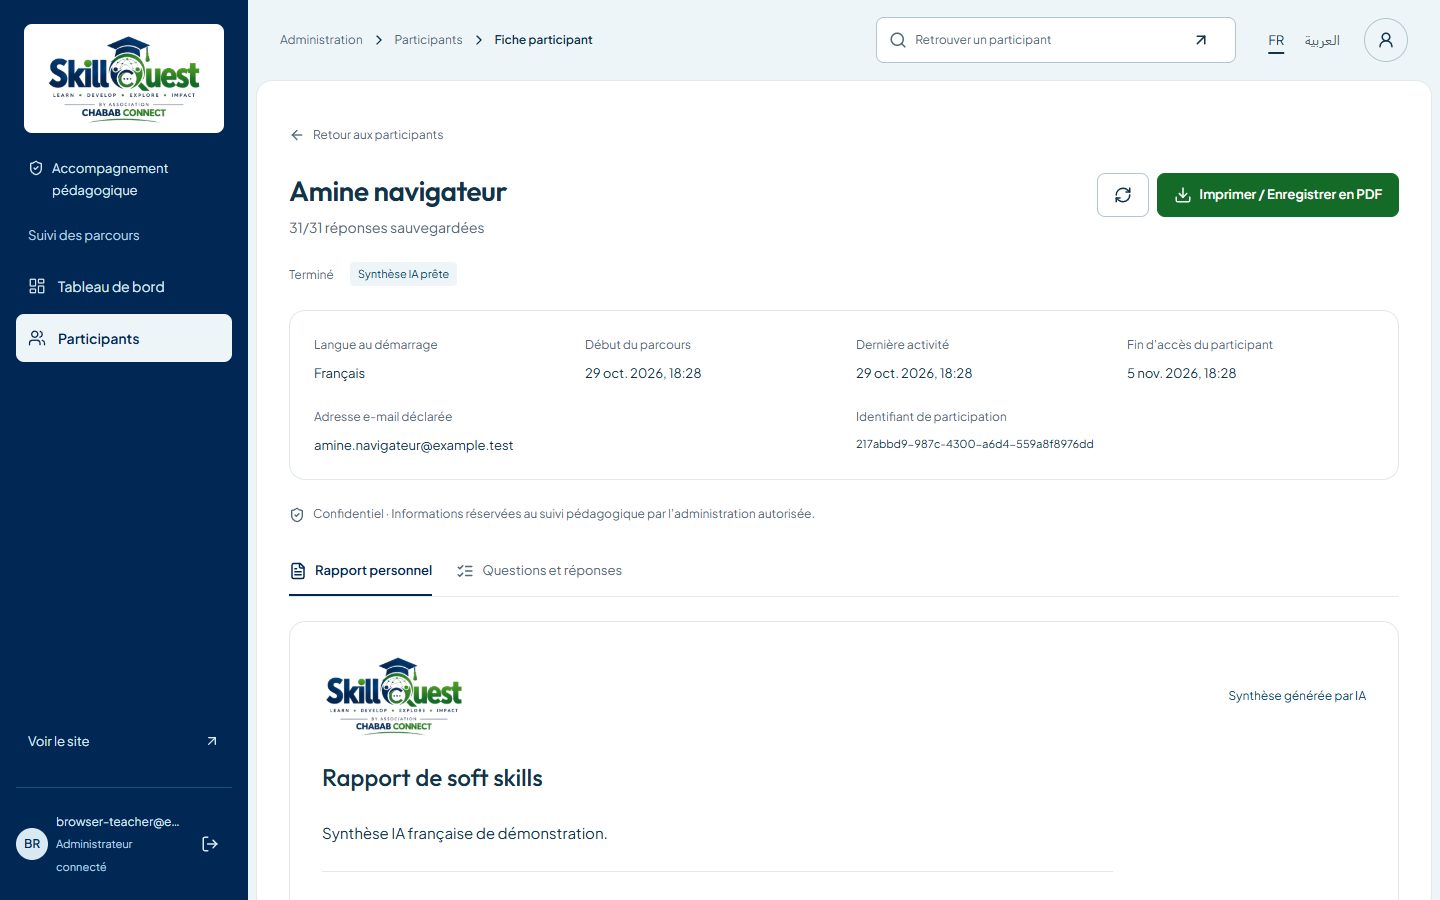 SkillQuest
LEARN • DEVELOP • EXPLORE • IMPACT
BY ASSOCIATION
CHABAB CONNECT
Accompagnement
pédagogique
Suivi des parcours
Tableau de bord
Participants
Voir le site
BR
browser-teacher@e...
Administrateur
connecté
Administration > Participants > Fiche participant
Retrouver un participant
FR
العربية
Retour aux participants
Amine navigateur
31/31 réponses sauvegardées
Imprimer / Enregistrer en PDF
Terminé
Synthèse IA prête
Langue au démarrage
Français
Début du parcours
29 oct. 2026, 18:28
Dernière activité
29 oct. 2026, 18:28
Fin d'accès du participant
5 nov. 2026, 18:28
Adresse e-mail déclarée
amine.navigateur@example.test
Identifiant de participation
217abbd9-987c-4300-a6d4-559a8f8976dd
Confidentiel · Informations réservées au suivi pédagogique par l'administration autorisée.
Rapport personnel
Questions et réponses
SkillQuest
LEARN • DEVELOP • EXPLORE • IMPACT
BY ASSOCIATION
CHABAB CONNECT
Synthèse générée par IA
Rapport de soft skills
Synthèse IA française de démonstration.